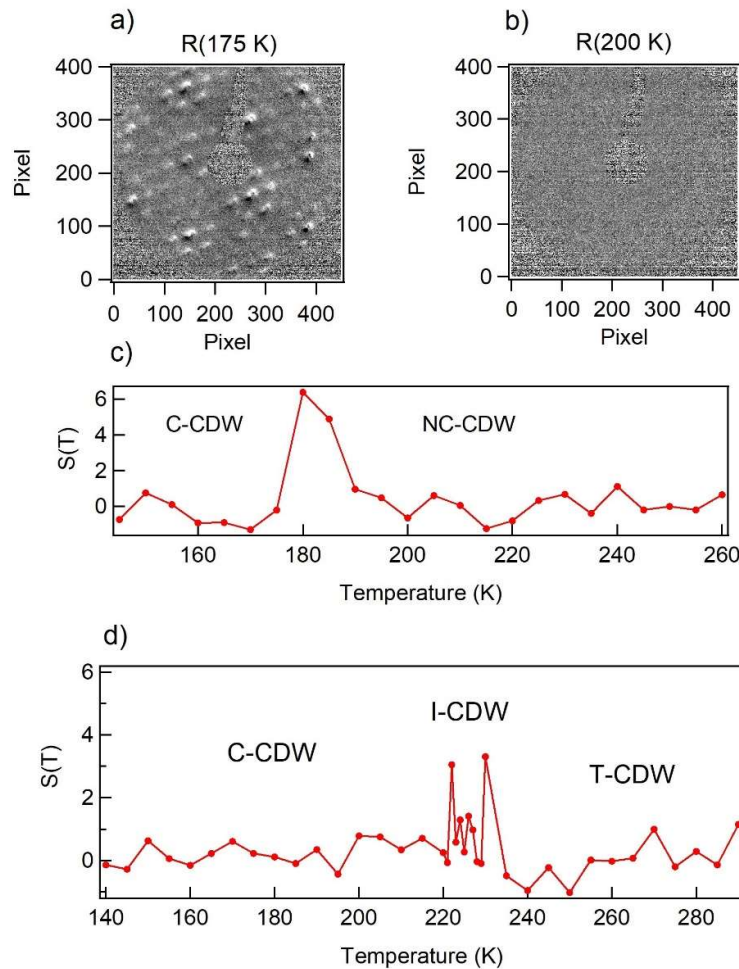 a)
R(175 K)
400
300
200
100
0
Pixel
0 100 200 300 400
Pixel
b)
R(200 K)
400
300
200
100
0
Pixel
0 100 200 300 400
Pixel
c)
6
4
2
0
S(T)
C-CDW NC-CDW
160 180 200 220 240 260
Temperature (K)
d)
6
4
2
0
S(T)
I-CDW
C-CDW
T-CDW
140 160 180 200 220 240 260 280
Temperature (K)